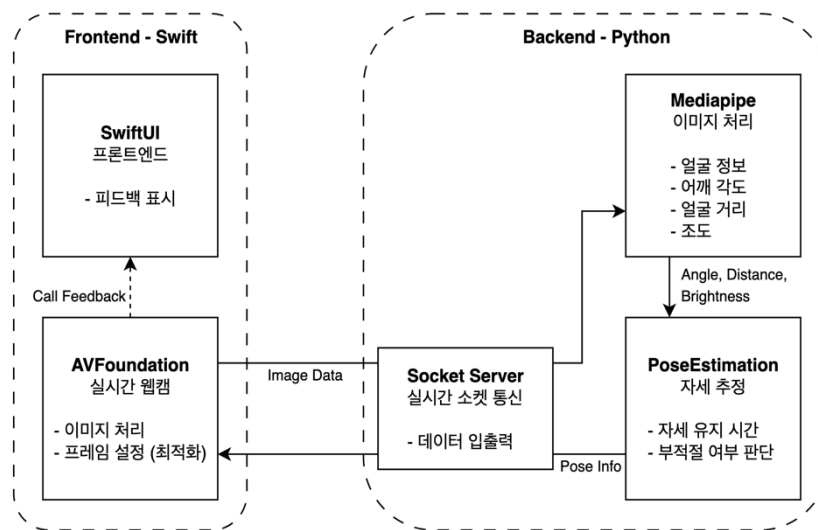 Frontend - Swift
SwiftUI
프론트엔드
- 피드백 표시
Call Feedback
AVFoundation
실시간 웹캠
- 이미지 처리
- 프레임 설정 (최적화)
Image Data
Backend - Python
Socket Server
실시간 소켓 통신
- 데이터 입출력
Mediapipe
이미지 처리
- 얼굴 정보
- 어깨 각도
- 얼굴 거리
- 조도
Angle, Distance,
Brightness
PoseEstimation
자세 추정
- 자세 유지 시간
- 부적절 여부 판단
Pose Info